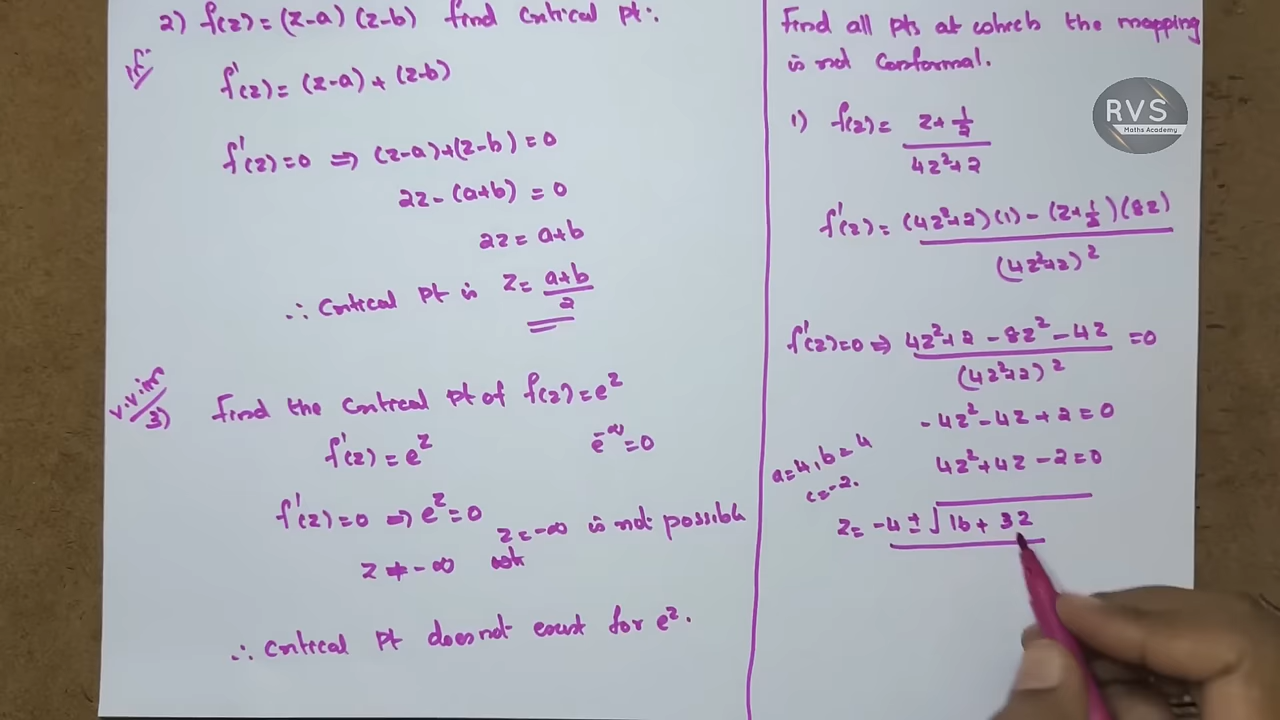 2) f(z) = (z-a) (z-b) find Critical pt:
f'(z) = (z-a) + (z-b)
f'(z)=0 ⇒ (z-a)+(z-b)=0
2z-(a+b) = 0
2z = a+b
∴ Critical pt is z = a+b/2
v.v.imp
3) Find the Critical pt of f(z)=e^z
f'(z) = e^z e^-∞=0
f'(z)=0 ⇒ e^z=0
z=-∞ is not possible
z ≠ -∞
∴ Critical pt does not exist for e^z.
Find all pts at which the mapping
is not Conformal.
RVS
Maths Academy
1) f(z) = z+1/2 / 4z²+2
f'(z) = (4z²+2)(1) - (z+1/2)(8z) / (4z²+2)²
f'(z)=0 ⇒ 4z²+2-8z²-4z / (4z²+2)² =0
-4z²-4z+2=0
4z²+4z-2=0
a=4, b=4
c=-2.
z= -4±√16+32